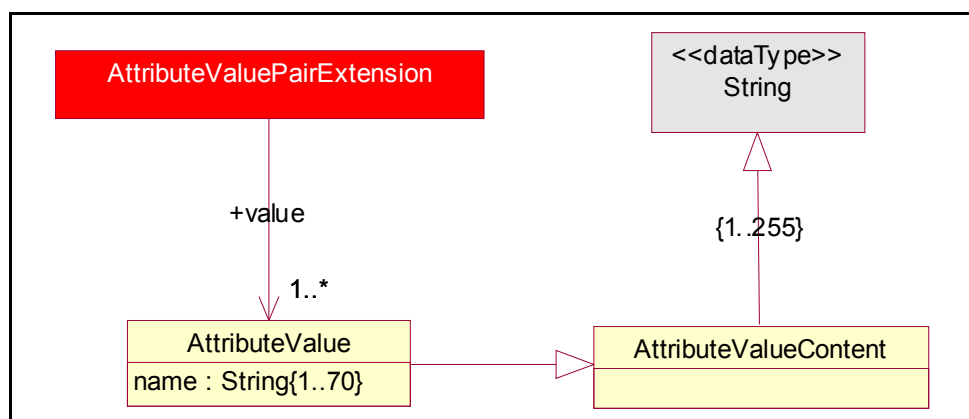 AttributeValuePairExtension
<<dataType>>
String
+value
{1..255}
1..*
AttributeValue
name : String{1..70}
AttributeValueContent